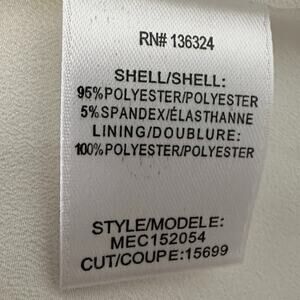 RN# 136324
SHELL/SHELL:
95%POLYESTER/POLYESTER
5%SPANDEX/ÉLASTHANNE
LINING/DOUBLURE:
100%POLYESTER/POLYESTER
STYLE/MODELE:
MEC152054
CUT/COUPE:15699